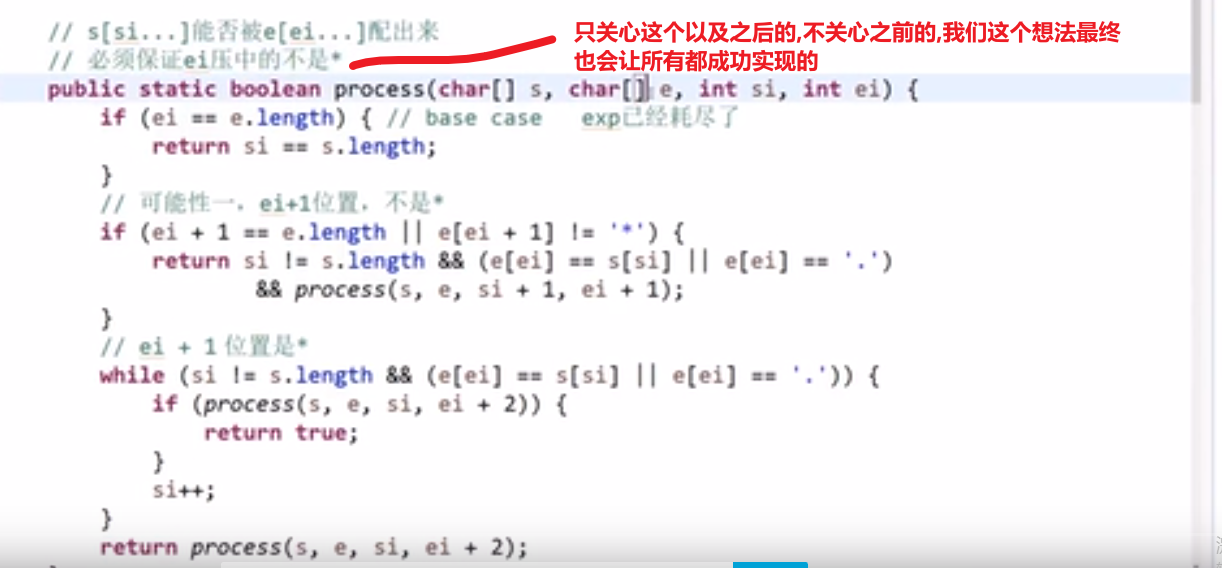 // s[si...]能否被e[ei...]配出来
只关心这个以及之后的,不关心之前的,我们这个想法最终
也会让所有都成功实现的
// 必须保证ei压中的不是*
public static boolean process(char[] s, char[] e, int si, int ei) {
if (ei == e.length) { // base case exp已经耗尽了
return si == s.length;
}
// 可能性一，ei+1位置，不是*
if (ei + 1 == e.length || e[ei + 1] != '*') {
return si != s.length && (e[ei] == s[si] || e[ei] == '.')
&& process(s, e, si + 1, ei + 1);
}
// ei + 1位置是*
while (si != s.length && (e[ei] == s[si] || e[ei] == '.')) {
if (process(s, e, si, ei + 2)) {
return true;
}
si++;
}
return process(s, e, si, ei + 2);